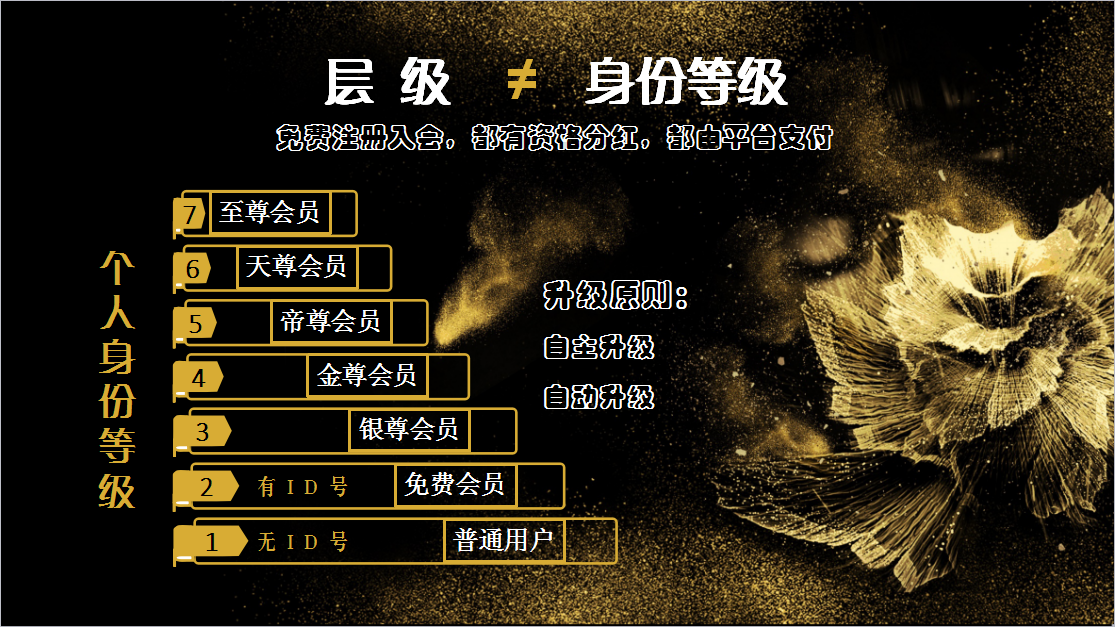 层 级 ≠ 身份等级
免费注册入会，都有资格分红，都由平台支付
个人身份等级
7 至尊会员
6 天尊会员
5 帝尊会员
4 金尊会员
3 银尊会员
2 有ID号 免费会员
1 无ID号 普通用户
升级原则：
自主升级
自动升级